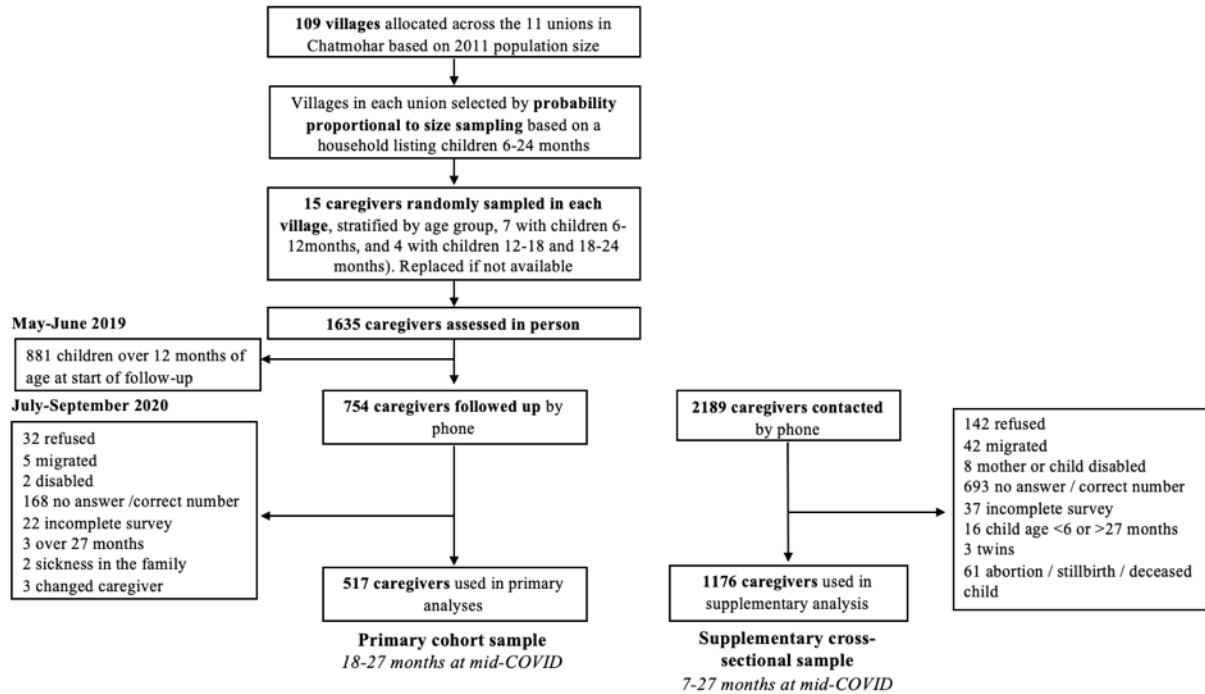 109 villages allocated across the 11 unions in
Chatmohar based on 2011 population size
Villages in each union selected by probability
proportional to size sampling based on a
household listing children 6-24 months
15 caregivers randomly sampled in each
village, stratified by age group, 7 with children 6-
12months, and 4 with children 12-18 and 18-24
months). Replaced if not available
1635 caregivers assessed in person
May-June 2019
881 children over 12 months of
age at start of follow-up
754 caregivers followed up by
phone
2189 caregivers contacted
by phone
July-September 2020
32 refused
5 migrated
2 disabled
168 no answer /correct number
22 incomplete survey
3 over 27 months
2 sickness in the family
3 changed caregiver
142 refused
42 migrated
8 mother or child disabled
693 no answer / correct number
37 incomplete survey
16 child age <6 or >27 months
3 twins
61 abortion / stillbirth / deceased
child
517 caregivers used in primary
analyses
1176 caregivers used in
supplementary analysis
Primary cohort sample
18-27 months at mid-COVID
Supplementary cross-
sectional sample
7-27 months at mid-COVID